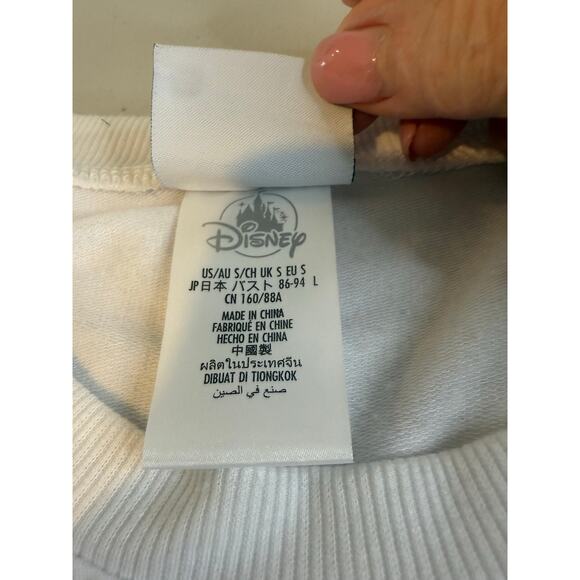 Disney
US/AU S/CH UK S EU S
JP日本 バスト 86-94 L
CN 160/88A
MADE IN CHINA
FABRIQUÉ EN CHINE
HECHO EN CHINA
中國製
ผลิตในประเทศจีน
DIBUAT DI TIONGKOK
صنع في الصين